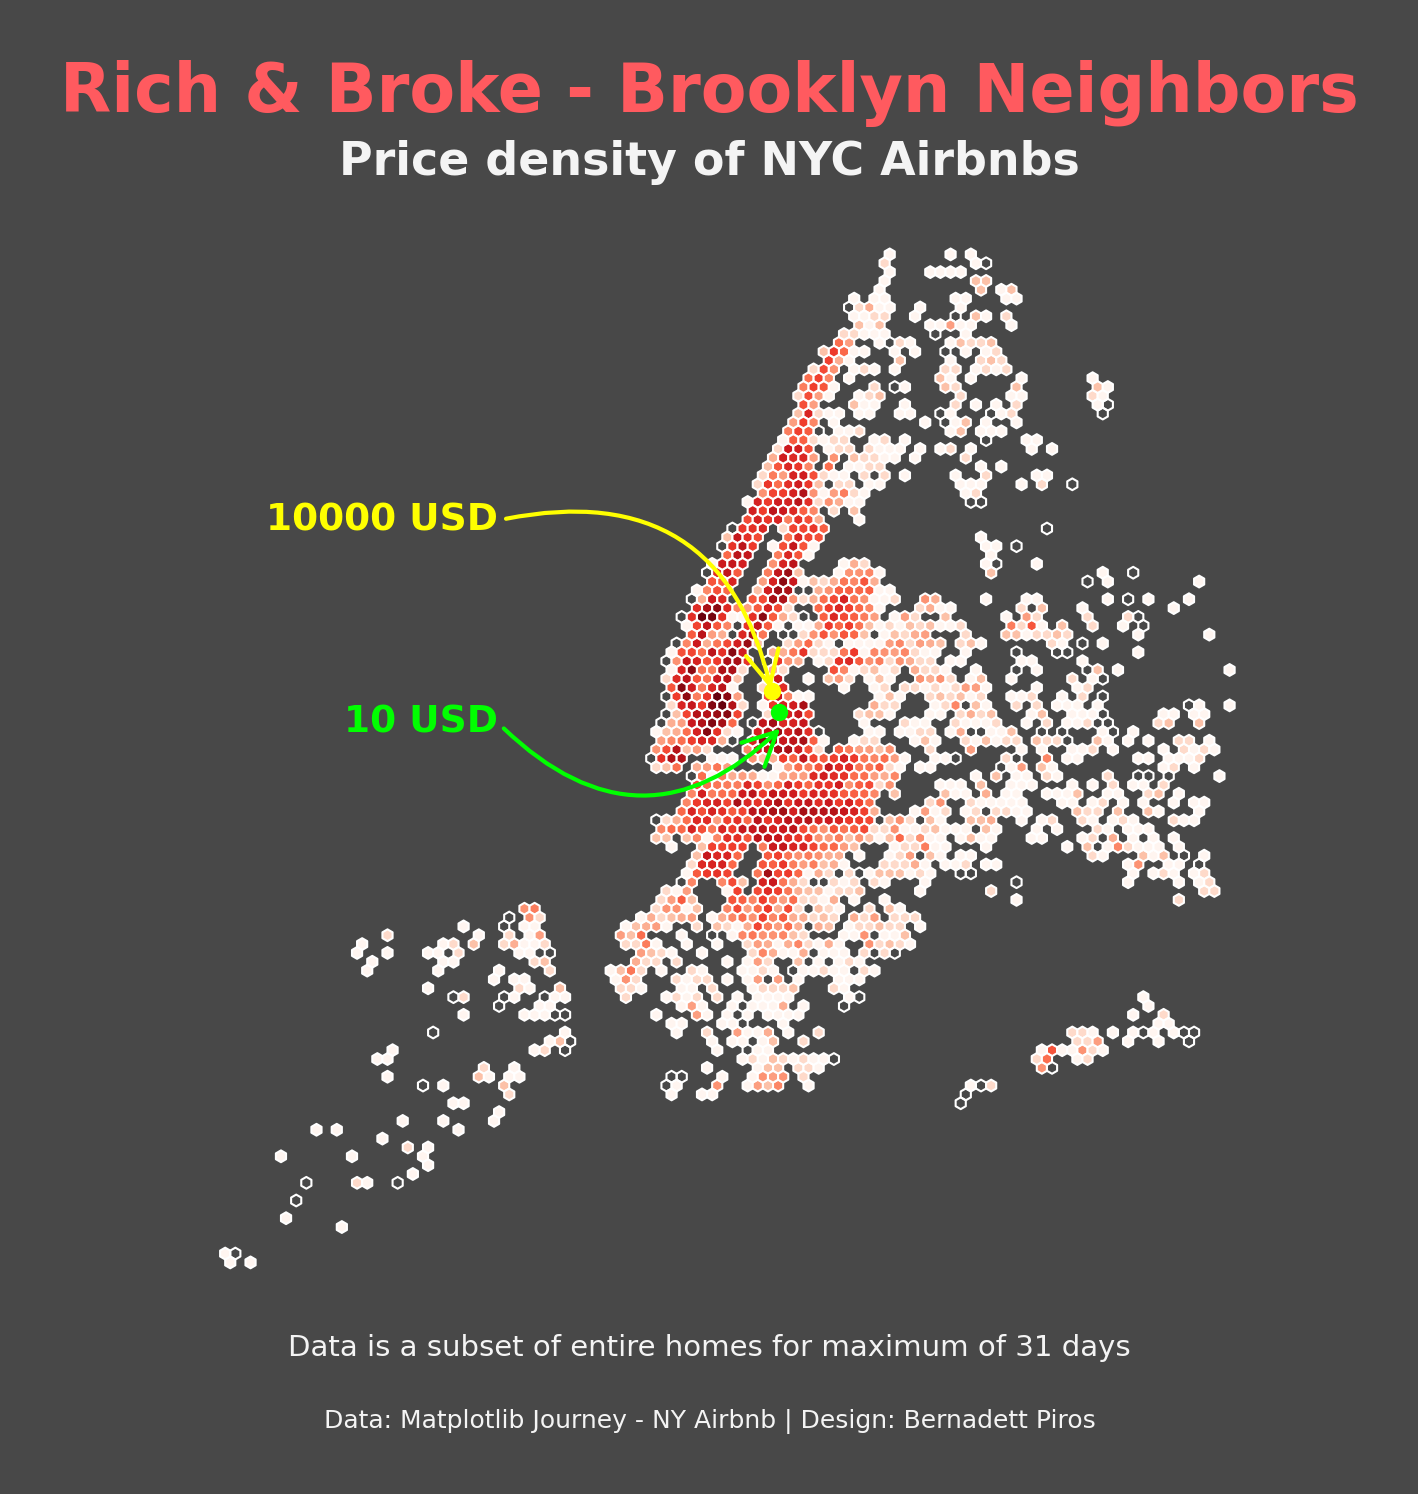 Rich & Broke - Brooklyn Neighbors
Price density of NYC Airbnbs
10000 USD
10 USD
Data is a subset of entire homes for maximum of 31 days
Data: Matplotlib Journey - NY Airbnb | Design: Bernadett Piros